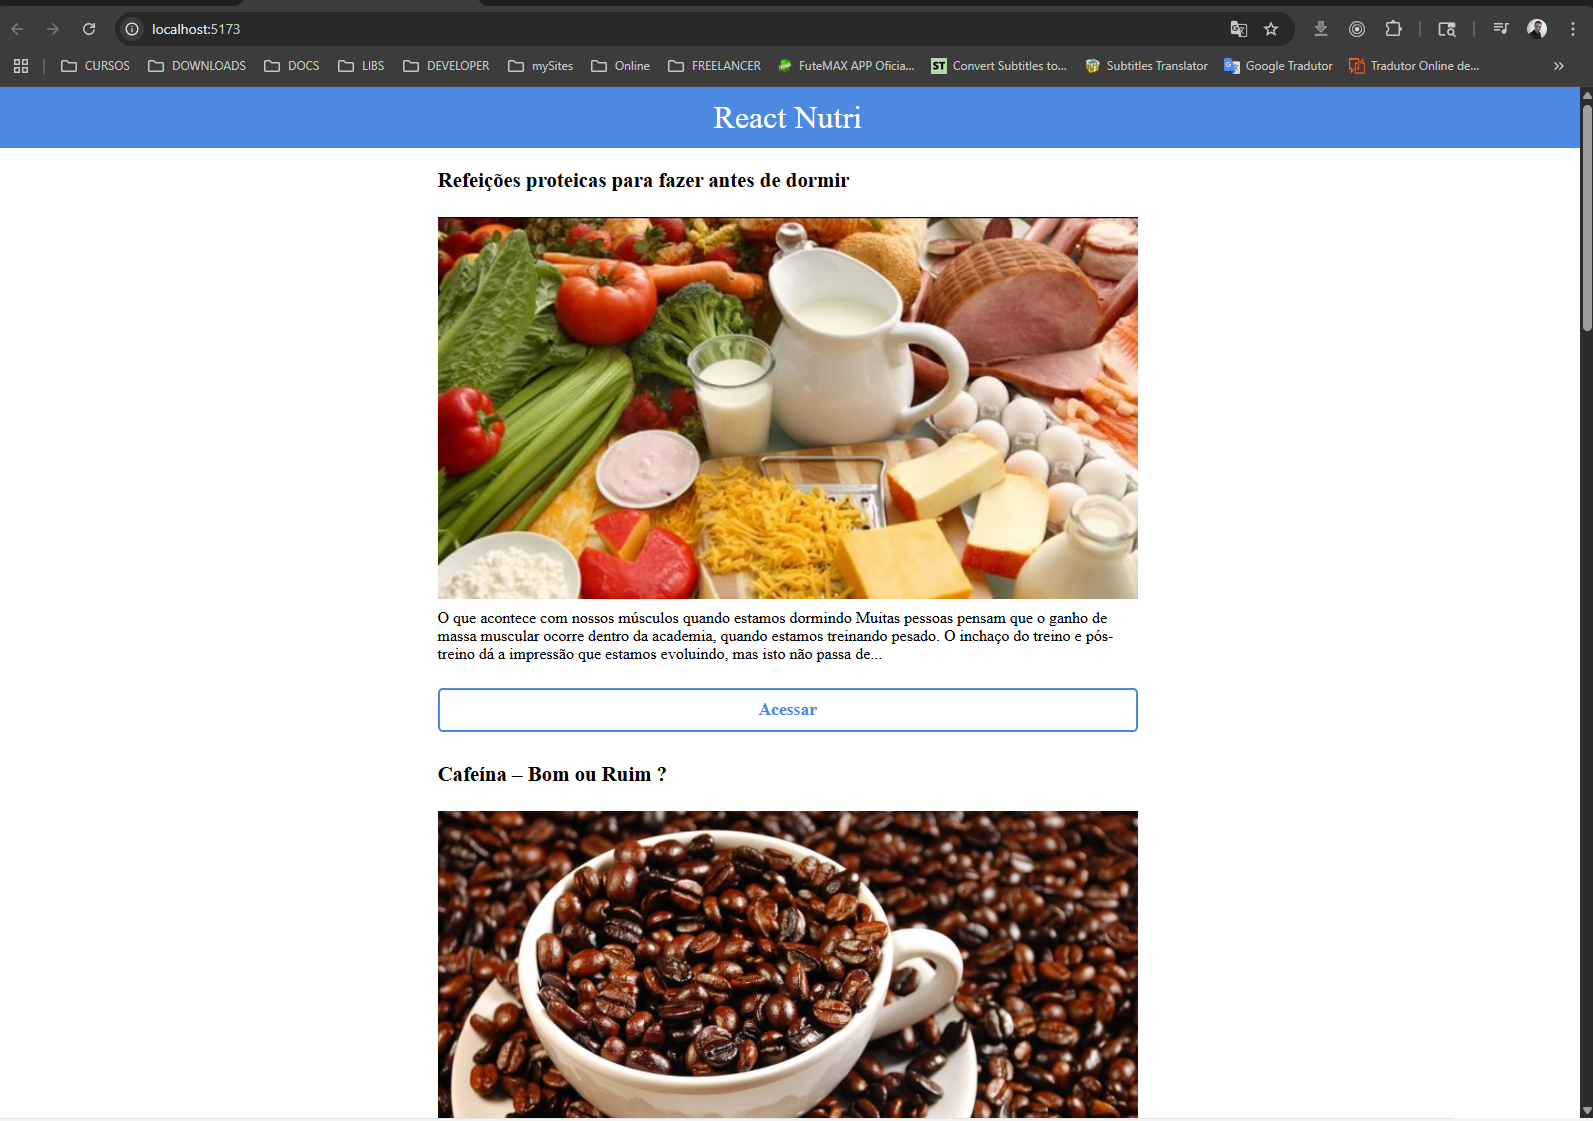 localhost:5173
CURSOS DOWNLOADS DOCS LIBS DEVELOPER mySites Online FREELANCER FuteMAX APP Oficia... ST Convert Subtitles to... Subtitles Translator Google Tradutor Tradutor Online de...
React Nutri
Refeições proteicas para fazer antes de dormir
O que acontece com nossos músculos quando estamos dormindo Muitas pessoas pensam que o ganho de
massa muscular ocorre dentro da academia, quando estamos treinando pesado. O inchaço do treino e pós-
treino dá a impressão que estamos evoluindo, mas isto não passa de...
Acessar
Cafeína – Bom ou Ruim ?